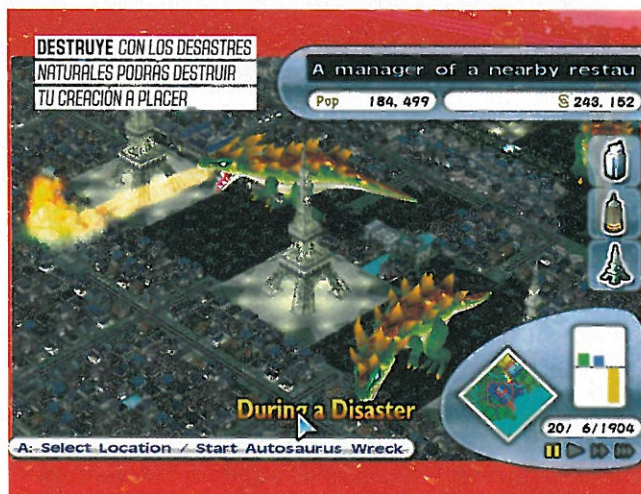 DESTRUYE CON LOS DESASTRES
NATURALES PODRÁS DESTRUIR
TU CREACIÓN A PLACER
A manager of a nearby restau
Pop 184,499 § 243,152
During a Disaster
20/ 6/1904
A: Select Location / Start Autosaurus Wreck